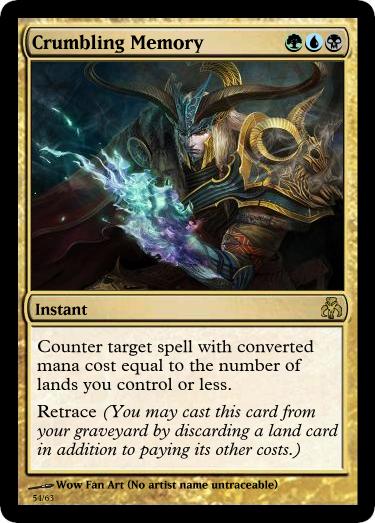 Crumbling Memory
Instant
Counter target spell with converted
mana cost equal to the number of
lands you control or less.
Retrace (You may cast this card from
your graveyard by discarding a land card
in addition to paying its other costs.)
Wow Fan Art (No artist name untraceable)
54/63